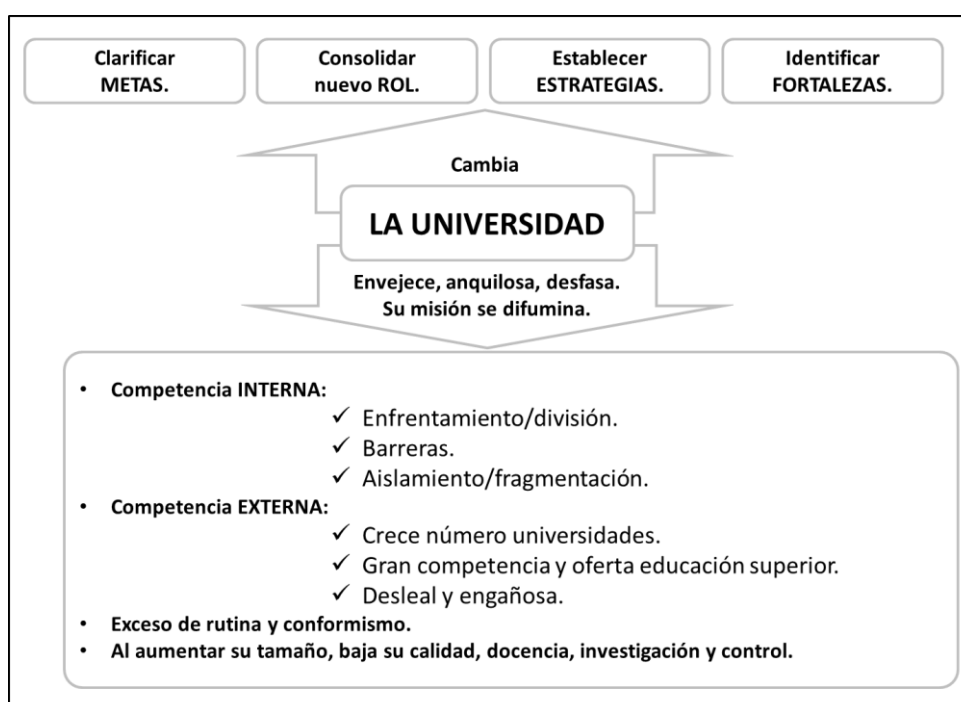 Clarificar
METAS.
Consolidar
nuevo ROL.
Establecer
ESTRATEGIAS.
Identificar
FORTALEZAS.
Cambia
LA UNIVERSIDAD
Envejece, anquilosa, desfasa.
Su misión se difumina.
• Competencia INTERNA:
✓ Enfrentamiento/división.
✓ Barreras.
✓ Aislamiento/fragmentación.
• Competencia EXTERNA:
✓ Crece número universidades.
✓ Gran competencia y oferta educación superior.
✓ Desleal y engañosa.
• Exceso de rutina y conformismo.
• Al aumentar su tamaño, baja su calidad, docencia, investigación y control.